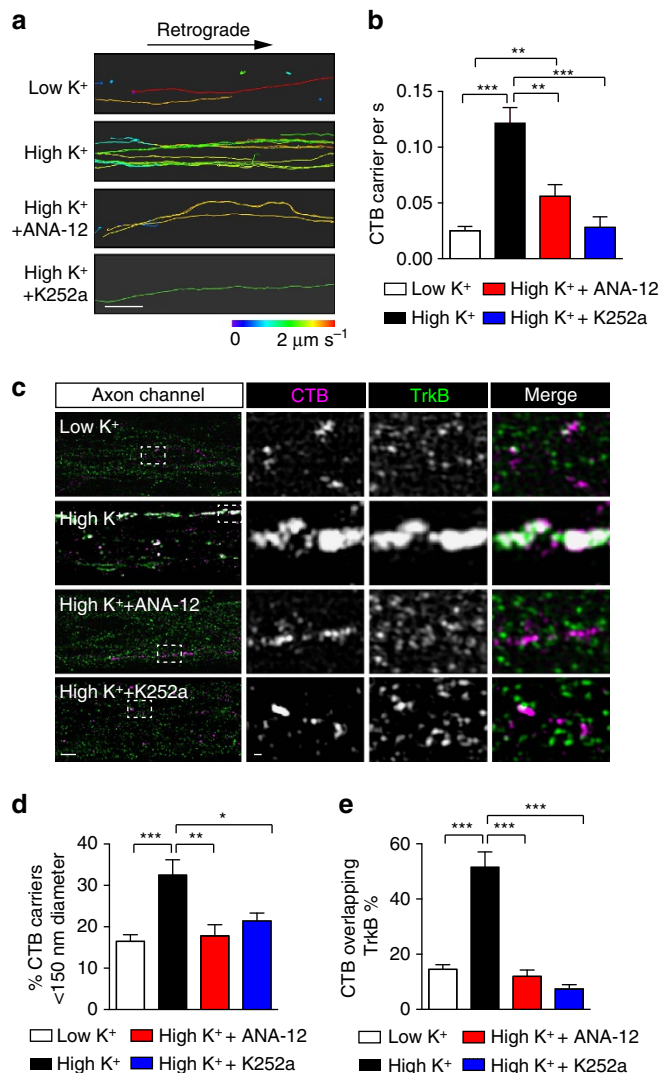 a
Retrograde
Low K⁺
High K⁺
High K⁺
+ANA-12
High K⁺
+K252a
0 2 μm s⁻¹
b
CTB carrier per s
0.15
0.10
0.05
0.00
**
***
*** **
Low K⁺ High K⁺ + ANA-12
High K⁺ High K⁺ + K252a
c
Axon channel CTB TrkB Merge
Low K⁺
High K⁺
High K⁺+ANA-12
High K⁺+K252a
d
% CTB carriers
<150 nm diameter
40
30
20
10
0
*
*** **
Low K⁺ High K⁺ + ANA-12
High K⁺ High K⁺ + K252a
e
CTB overlapping
TrkB %
60
40
20
0
***
*** ***
Low K⁺ High K⁺ + ANA-12
High K⁺ High K⁺ + K252a